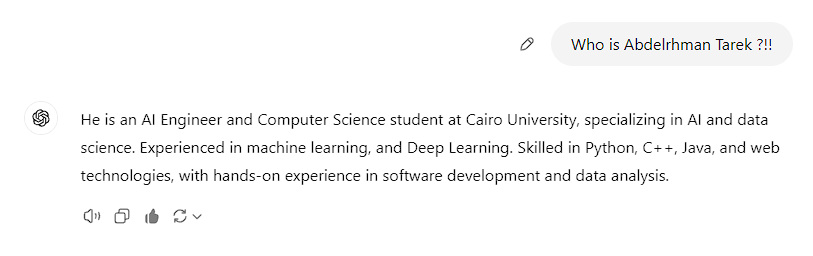 Who is Abdelrhman Tarek ?!!
He is an AI Engineer and Computer Science student at Cairo University, specializing in AI and data
science. Experienced in machine learning, and Deep Learning. Skilled in Python, C++, Java, and web
technologies, with hands-on experience in software development and data analysis.